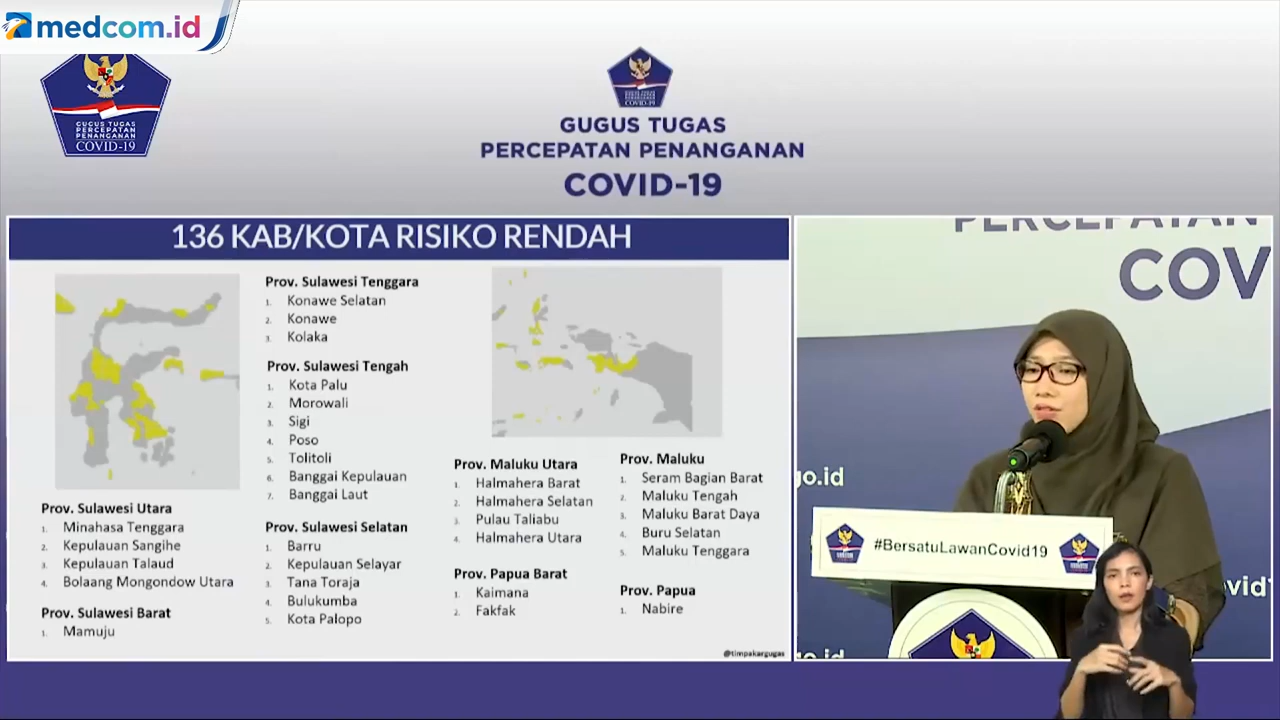 medcom.id
GUGUS TUGAS
PERCEPATAN
PENANGANAN
COVID-19
COVID-19
GUGUS TUGAS
PERCEPATAN PENANGANAN
COVID-19
136 KAB/KOTA RISIKO RENDAH
Prov. Sulawesi Utara
1. Minahasa Tenggara
2. Kepulauan Sangihe
3. Kepulauan Talaud
4. Bolaang Mongondow Utara
Prov. Sulawesi Barat
1. Mamuju
Prov. Sulawesi Tenggara
1. Konawe Selatan
2. Konawe
3. Kolaka
Prov. Sulawesi Tengah
1. Kota Palu
2. Morowali
3. Sigi
4. Poso
5. Tolitoli
6. Banggai Kepulauan
7. Banggai Laut
Prov. Sulawesi Selatan
1. Barru
2. Kepulauan Selayar
3. Tana Toraja
4. Bulukumba
5. Kota Palopo
Prov. Maluku Utara
1. Halmahera Barat
2. Halmahera Selatan
3. Pulau Taliabu
4. Halmahera Utara
Prov. Papua Barat
1. Kaimana
2. Fakfak
Prov. Maluku
1. Seram Bagian Barat
2. Maluku Tengah
3. Maluku Barat Daya
4. Buru Selatan
5. Maluku Tenggara
Prov. Papua
1. Nabire
@timpakargugas
PERCEPATAN
COV
go.id
#BersatuLawanCovid19
vid1
o.id